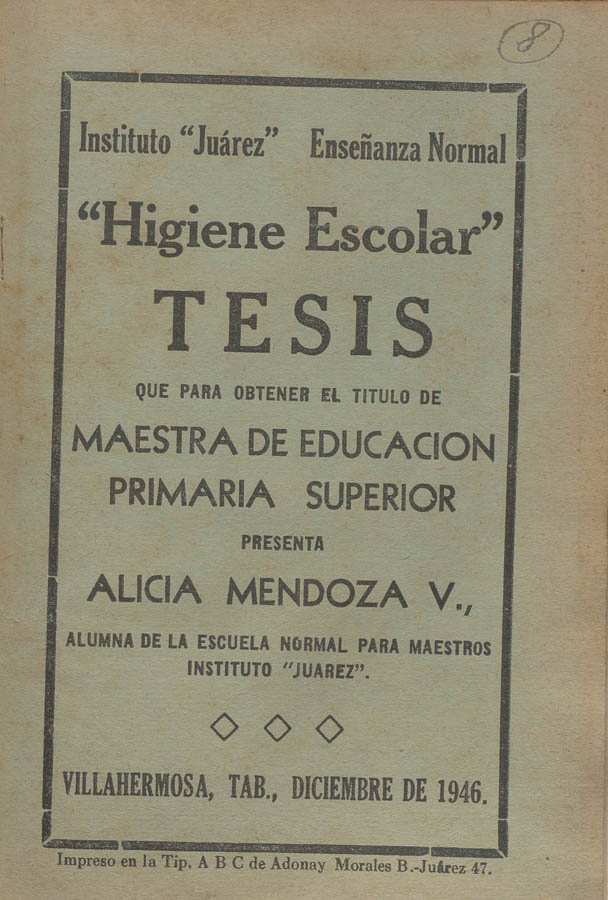 8
Instituto "Juárez" Enseñanza Normal
"Higiene Escolar"
TESIS
QUE PARA OBTENER EL TITULO DE
MAESTRA DE EDUCACION
PRIMARIA SUPERIOR
PRESENTA
ALICIA MENDOZA V.,
ALUMNA DE LA ESCUELA NORMAL PARA MAESTROS
INSTITUTO "JUAREZ".
VILLAHERMOSA, TAB., DICIEMBRE DE 1946.
Impreso en la Tip. A B C de Adonay Morales B.-Juárez 47.